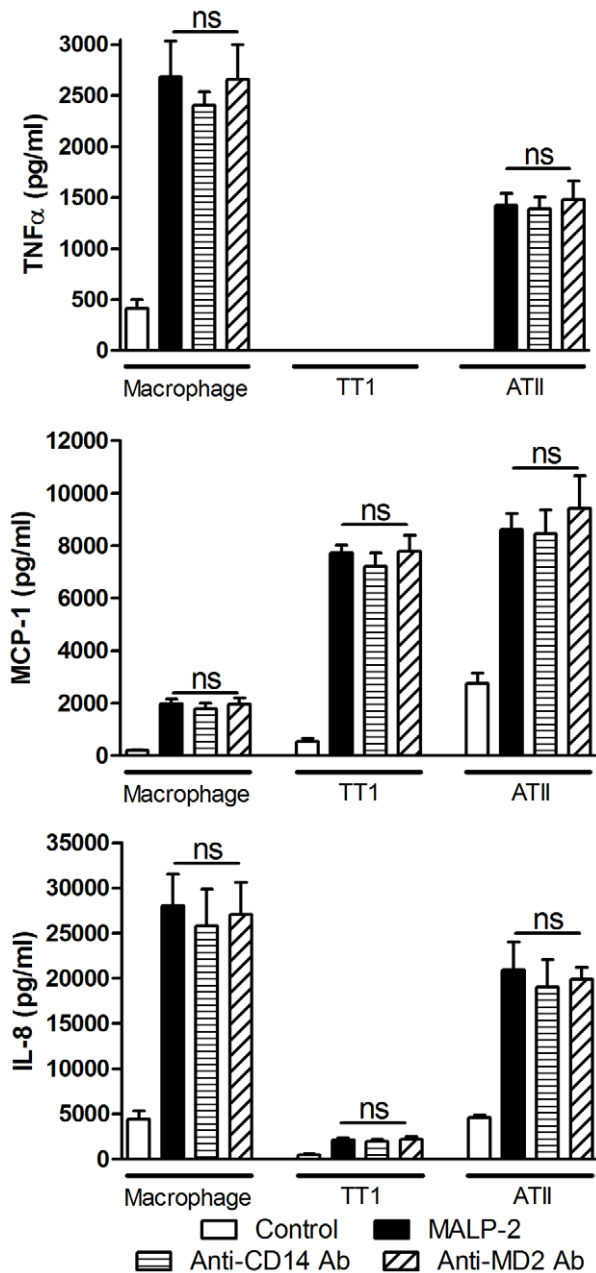 ns
3000
2500
2000
1500
1000
500
0
TNFα (pg/ml)
ns
Macrophage TT1 ATII
12000
10000
8000
6000
4000
2000
0
MCP-1 (pg/ml)
ns
ns
ns
Macrophage TT1 ATII
35000
30000
25000
20000
15000
10000
5000
0
IL-8 (pg/ml)
ns
ns
ns
Macrophage TT1 ATII
Control MALP-2
Anti-CD14 Ab Anti-MD2 Ab